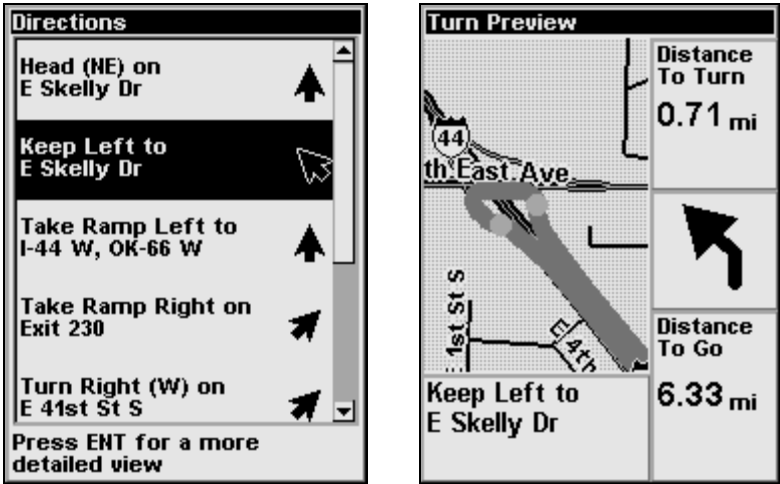 Directions
Head (NE) on
E Skelly Dr
Keep Left to
E Skelly Dr
Take Ramp Left to
I-44 W, OK-66 W
Take Ramp Right on
Exit 230
Turn Right (W) on
E 41st St S
Press ENT for a more
detailed view
Turn Preview
44
th East Ave
1st St S
E 4th
Keep Left to
E Skelly Dr
Distance
To Turn
0.71 mi
Distance
To Go
6.33 mi